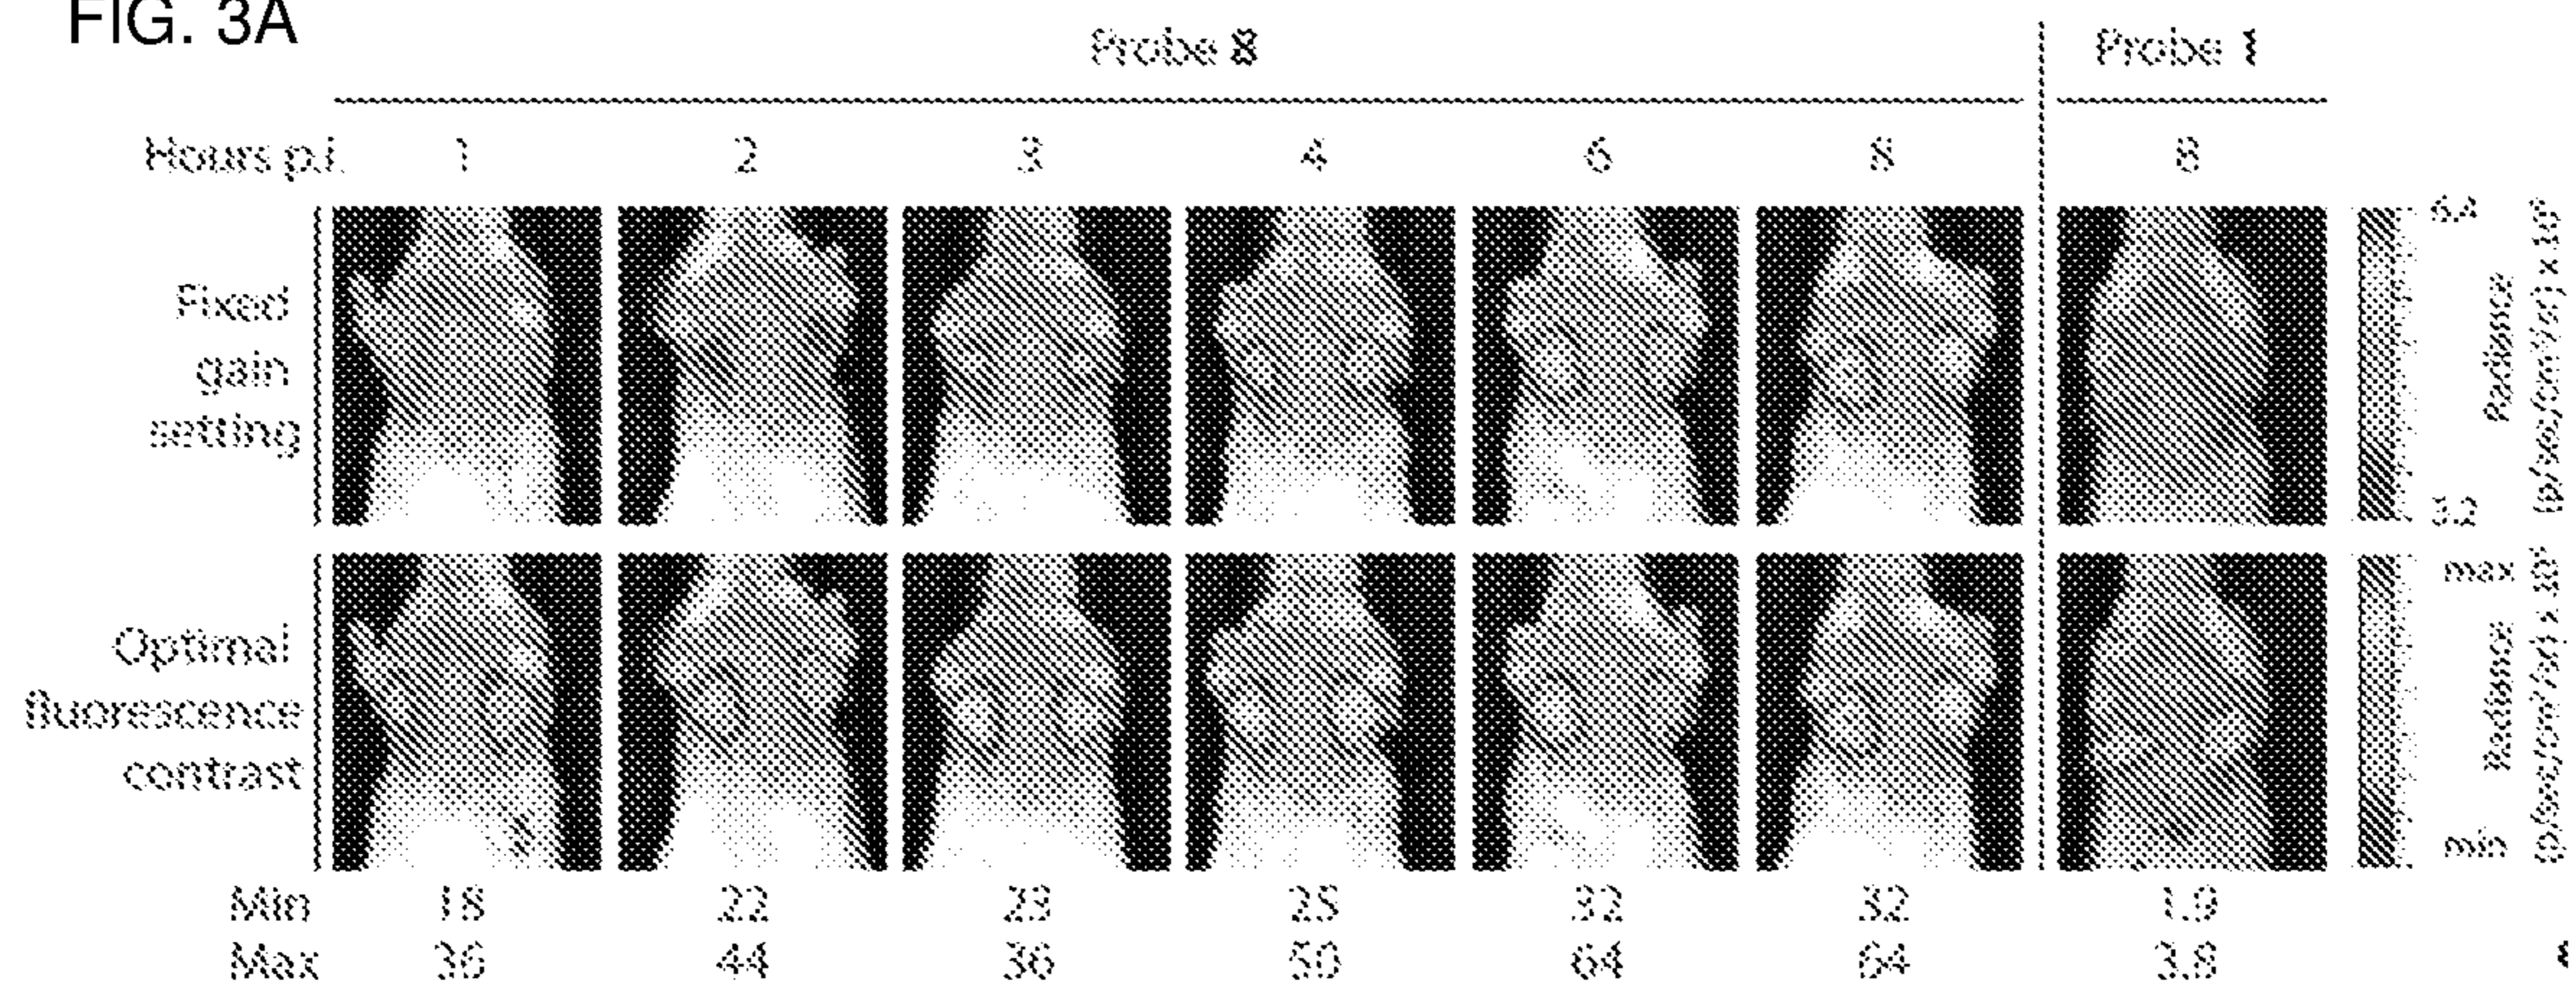 FIG. 3A
Probe 8
Probe 1
Hours p.i. 1 2 3 4 6 8 8
Fixed
gain
setting
Radiance
Optimal
fluorescence
contrast
max
min
Radiance
Min 18 22 23 25 32 32 1.9
Max 36 44 36 50 64 64 3.8